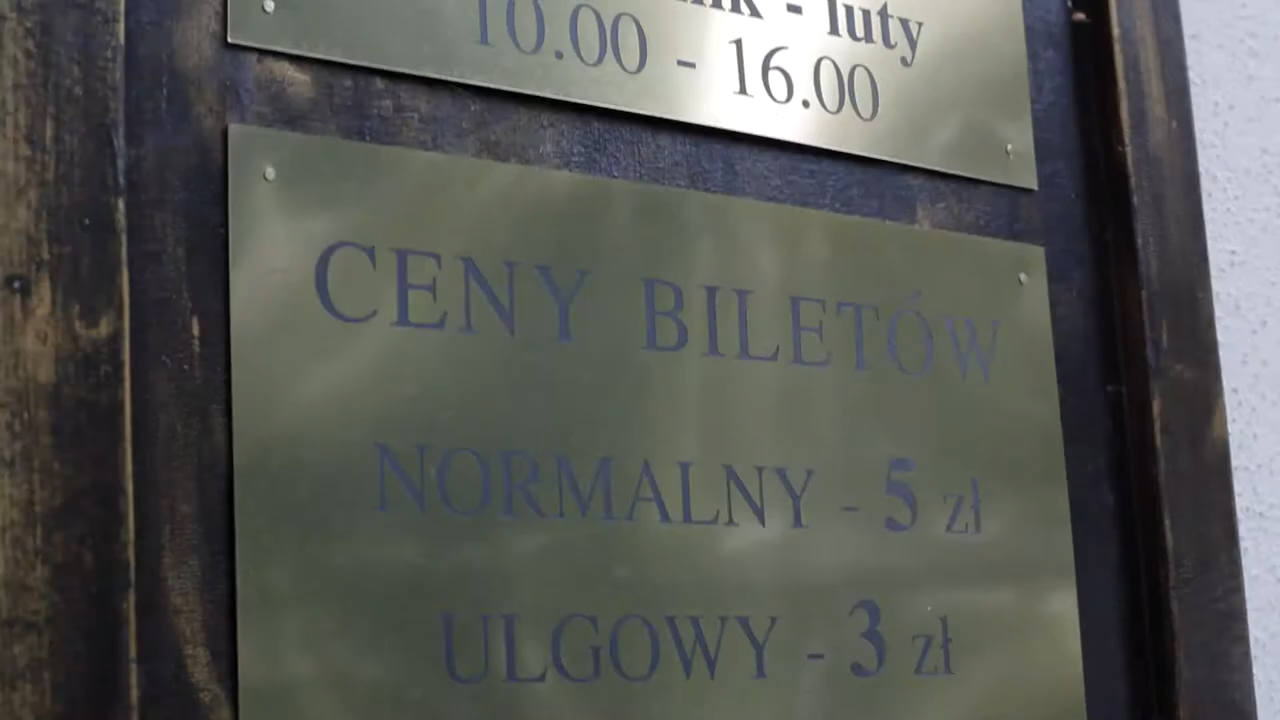 - luty
10.00 - 16.00
CENY BILETÓW
NORMALNY - 5 zł
ULGOWY - 3 zł